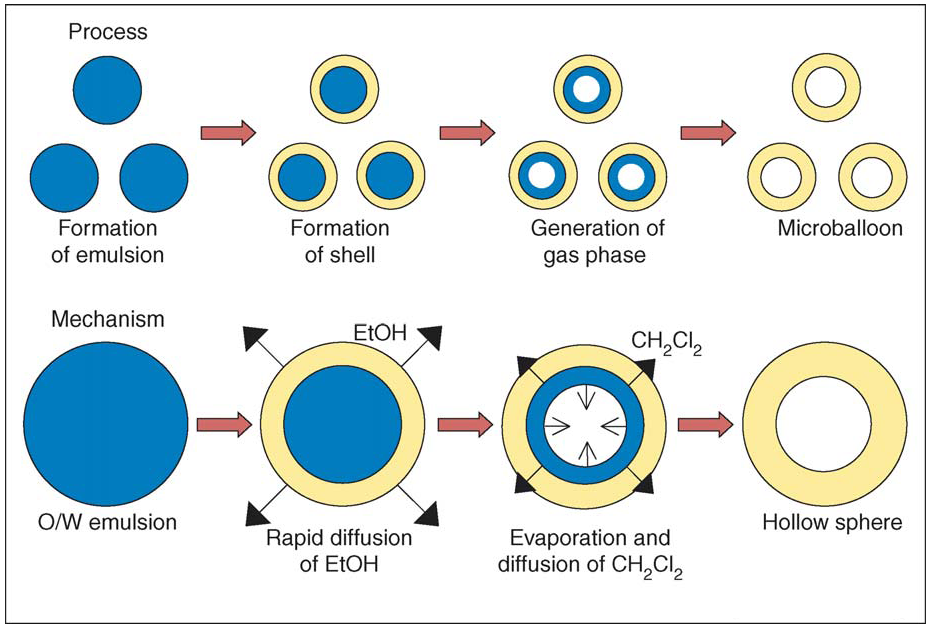 Process
Formation
of emulsion
Formation
of shell
Generation of
gas phase
Microballoon
Mechanism
EtOH
CH₂Cl₂
O/W emulsion
Rapid diffusion
of EtOH
Evaporation and
diffusion of CH₂Cl₂
Hollow sphere